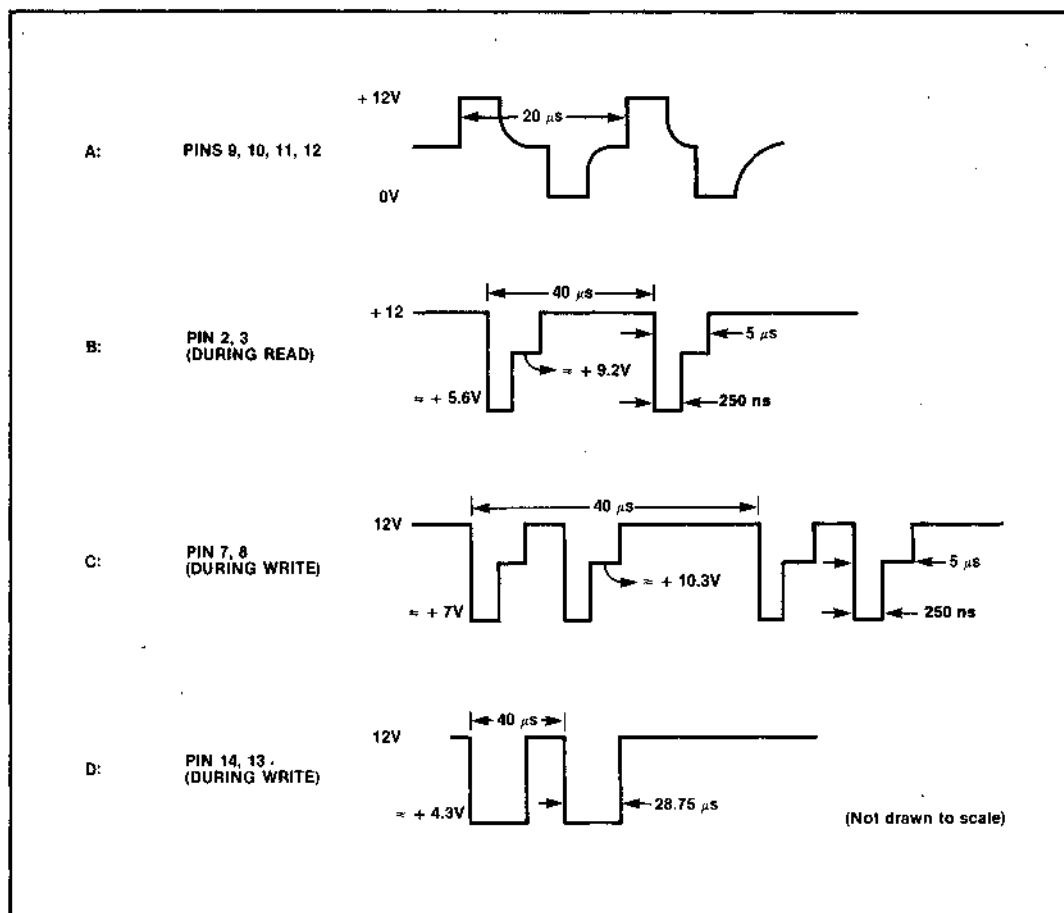 + 12V
20 μs
A: PINS 9, 10, 11, 12
0V
40 μs
+ 12
5 μs
B: PIN 2, 3
(DURING READ)
≈ + 9.2V
≈ + 5.6V
250 ns
40 μs
12V
C: PIN 7, 8
(DURING WRITE)
5 μs
≈ + 10.3V
≈ + 7V
250 ns
40 μs
12V
D: PIN 14, 13
(DURING WRITE)
≈ + 4.3V
28.75 μs
(Not drawn to scale)